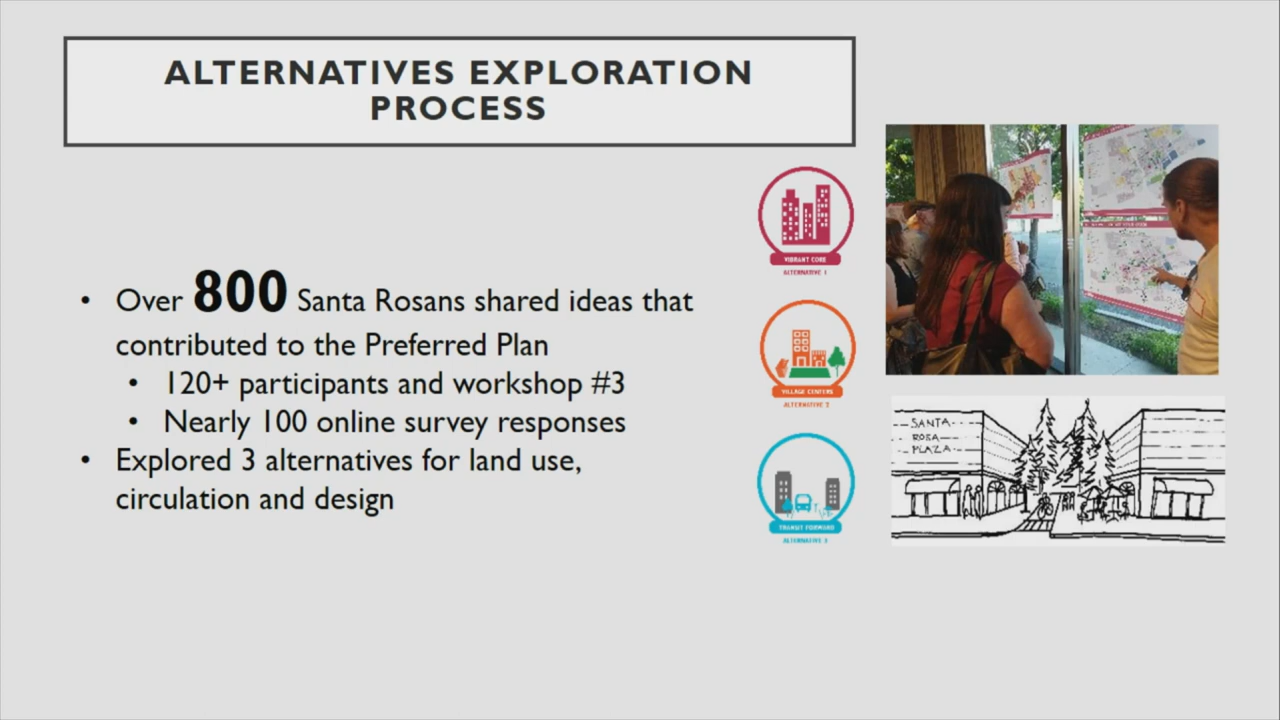 ALTERNATIVES EXPLORATION
PROCESS
• Over 800 Santa Rosans shared ideas that
contributed to the Preferred Plan
• 120+ participants and workshop #3
• Nearly 100 online survey responses
• Explored 3 alternatives for land use,
circulation and design
VIBRANT CORE
ALTERNATIVE 1
VILLAGE CENTERS
ALTERNATIVE 2
TRANSIT FORWARD
ALTERNATIVE 3
SANTA
ROSA
PLAZA